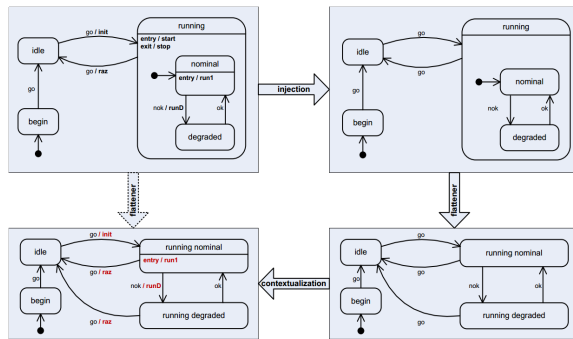 go / init
running
entry / start
exit / stop
idle
go / raz
nominal
entry / run1
go
nok / runD
ok
begin
degraded
injection
go
running
idle
go
nominal
go
nok
ok
begin
degraded
flattener
flattener
go / init
idle
running nominal
entry / run1
go / raz
go
nok / runD
ok
begin
running degraded
go / raz
contextualization
go
idle
running nominal
go
go
nok
ok
begin
running degraded
go